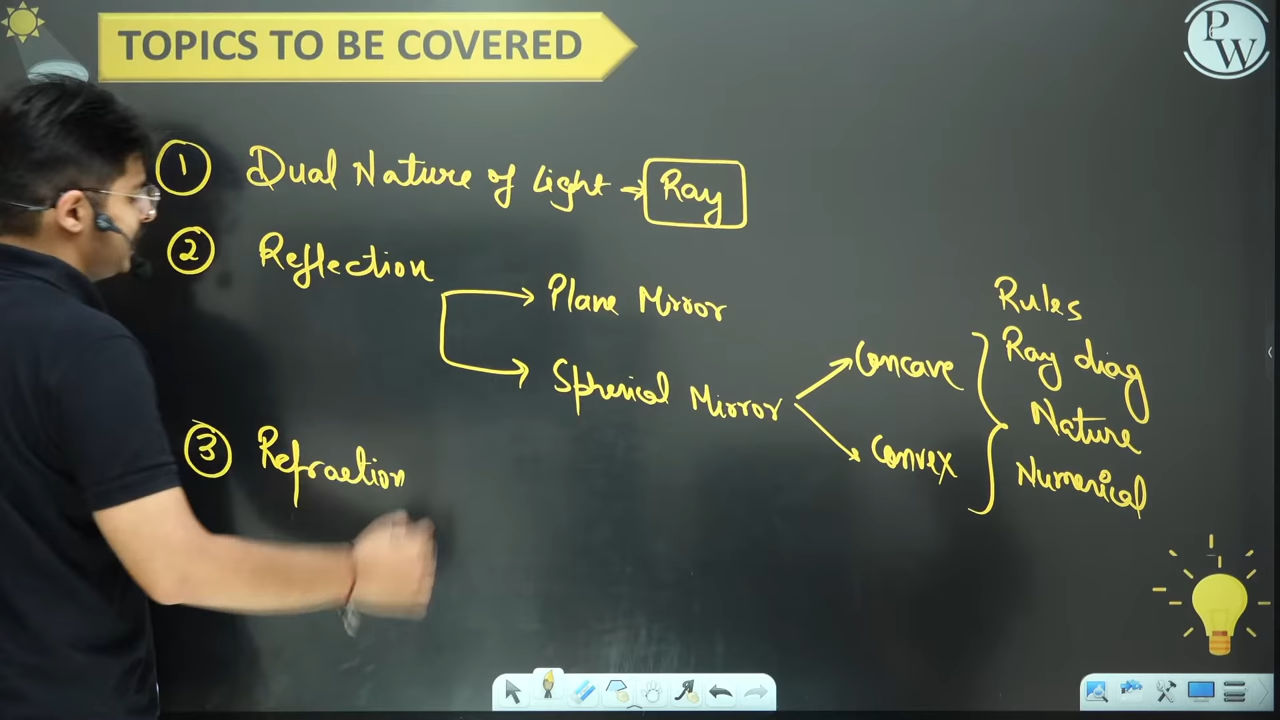 TOPICS TO BE COVERED
PW
1 Dual Nature of Light → Ray
2 Reflection
Plane Mirror
Spherical Mirror
Concave
Convex
Rules
Ray diag
Nature
Numerical
3 Refraction